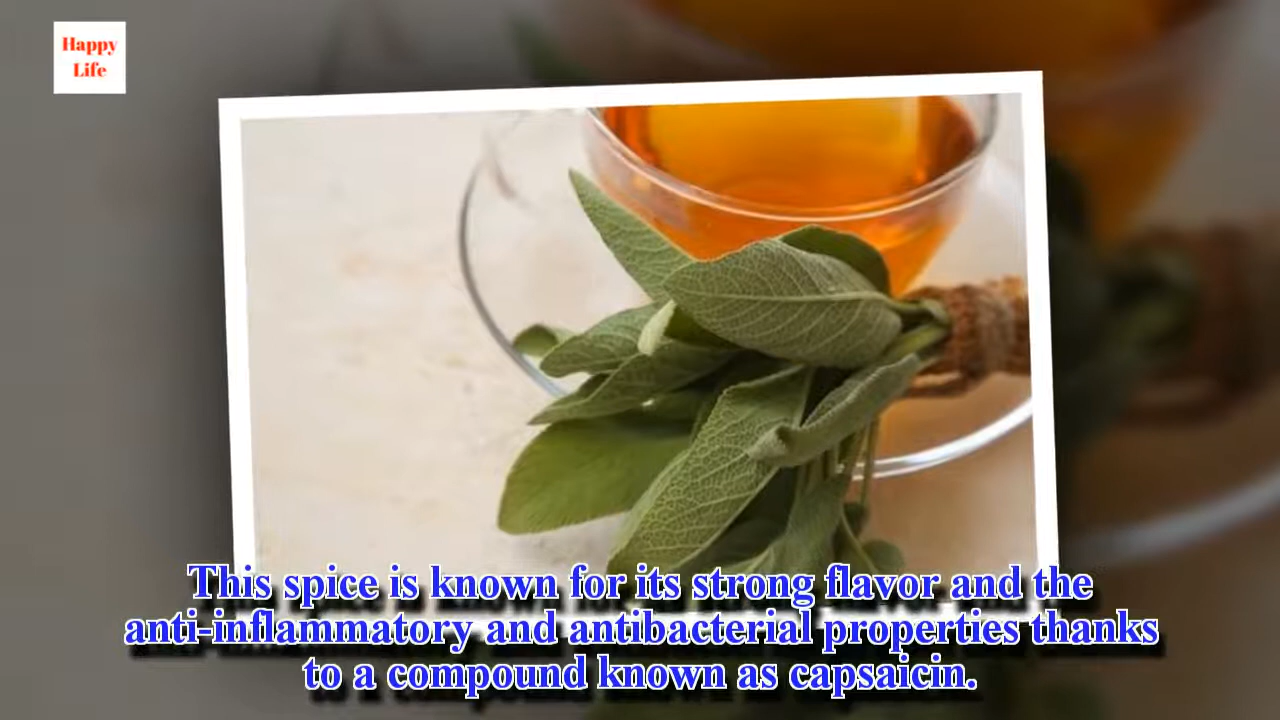 Happy
Life
This spice is known for its strong flavor and the
anti-inflammatory and antibacterial properties thanks
to a compound known as capsaicin.